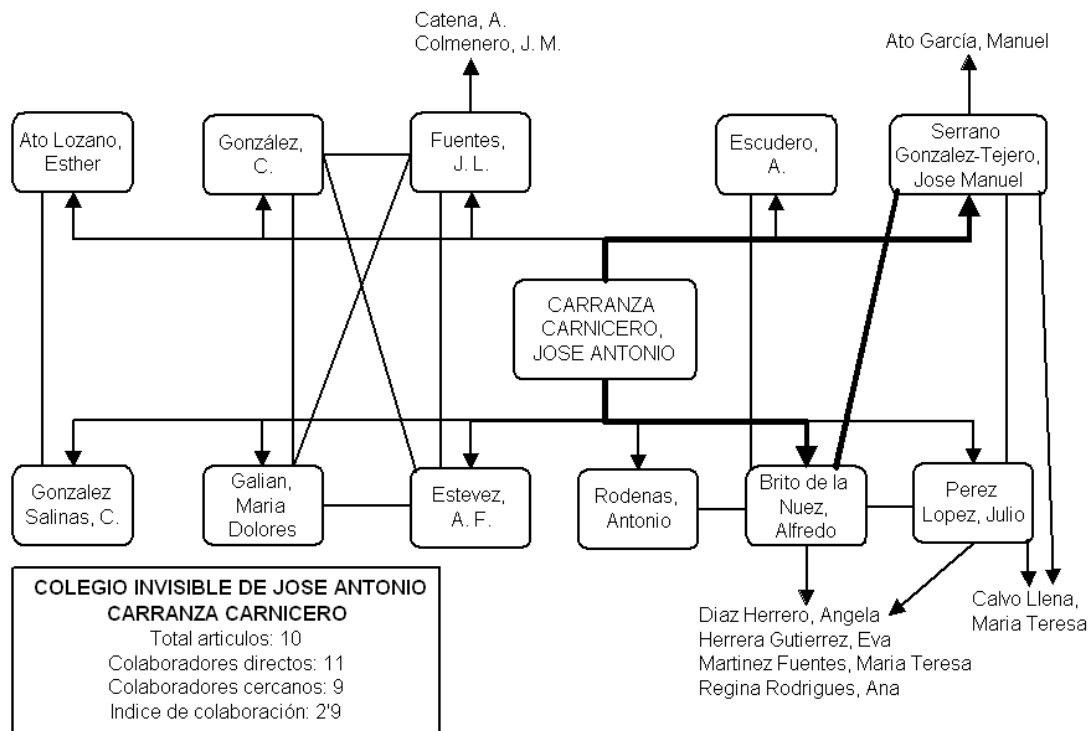 Catena, A.
Colmenero, J. M.
Ato García, Manuel
Ato Lozano,
Esther
González,
C.
Fuentes,
J. L.
Escudero,
A.
Serrano
Gonzalez-Tejero,
Jose Manuel
CARRANZA
CARNICERO,
JOSE ANTONIO
Gonzalez
Salinas, C.
Galian,
Maria
Dolores
Estevez,
A. F.
Rodenas,
Antonio
Brito de la
Nuez,
Alfredo
Perez
Lopez, Julio
COLEGIO INVISIBLE DE JOSE ANTONIO
CARRANZA CARNICERO
Total articulos: 10
Colaboradores directos: 11
Colaboradores cercanos: 9
Indice de colaboración: 2'9
Diaz Herrero, Angela
Herrera Gutierrez, Eva
Martinez Fuentes, Maria Teresa
Regina Rodrigues, Ana
Calvo Llena,
Maria Teresa